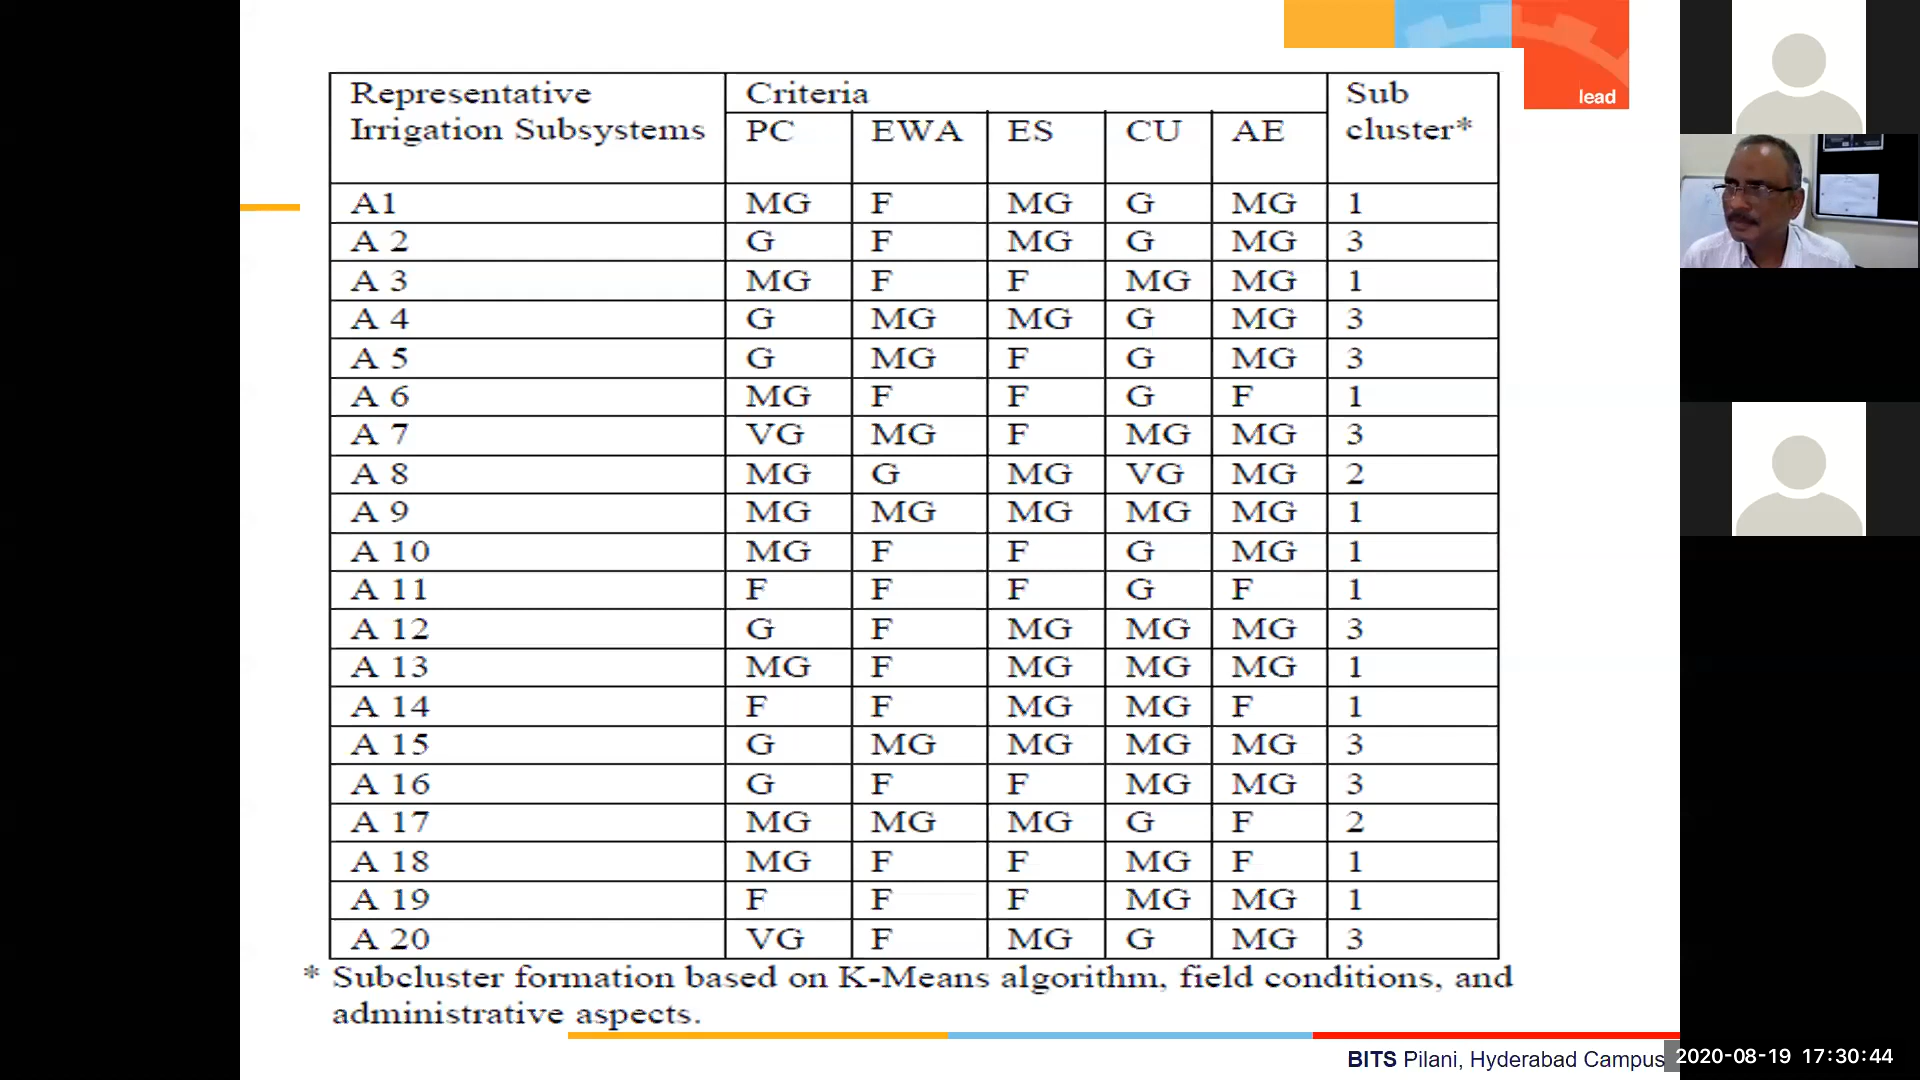 lead
Representative Irrigation Subsystems Criteria Sub cluster*
PC EWA ES CU AE
A1 MG F MG G MG 1
A 2 G F MG G MG 3
A 3 MG F F MG MG 1
A 4 G MG MG G MG 3
A 5 G MG F G MG 3
A 6 MG F F G F 1
A 7 VG MG F MG MG 3
A 8 MG G MG VG MG 2
A 9 MG MG MG MG MG 1
A 10 MG F F G MG 1
A 11 F F F G F 1
A 12 G F MG MG MG 3
A 13 MG F MG MG MG 1
A 14 F F MG MG F 1
A 15 G MG MG MG MG 3
A 16 G F F MG MG 3
A 17 MG MG MG G F 2
A 18 MG F F MG F 1
A 19 F F F MG MG 1
A 20 VG F MG G MG 3
* Subcluster formation based on K-Means algorithm, field conditions, and
administrative aspects.
BITS Pilani, Hyderabad Campus
2020-08-19 17:30:44